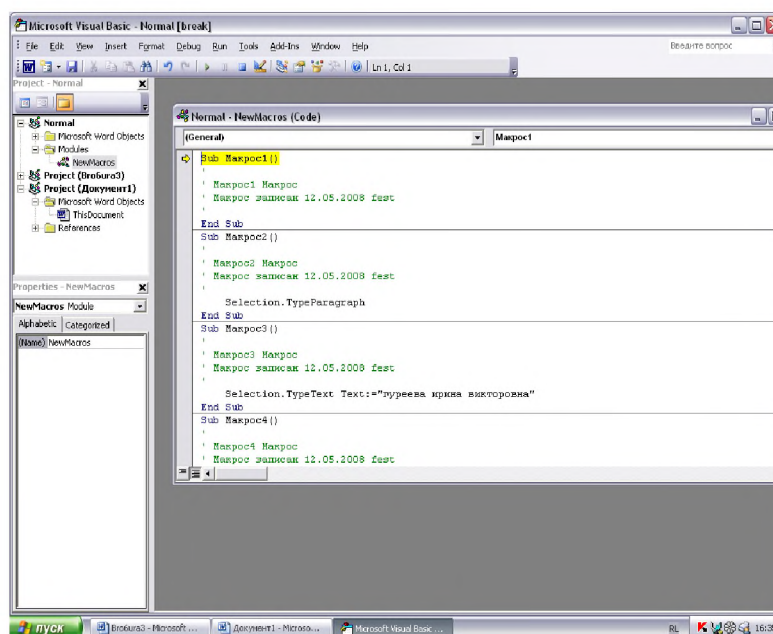 Microsoft Visual Basic - Normal [break]
File Edit View Insert Format Debug Run Tools Add-Ins Window Help
Введите вопрос
Ln 1, Col 1
Project - Normal
Normal
Microsoft Word Objects
Modules
NewMacros
Project (Вгобига3)
Project (Документ1)
Microsoft Word Objects
ThisDocument
References
Properties - NewMacros
NewMacros Module
Alphabetic Categorized
(Name) NewMacros
Normal - NewMacros (Code)
(General) Макрос1
Sub Макрос1()
'
' Макрос1 Макрос
' Макрос записан 12.05.2008 fest
'
End Sub
Sub Макрос2()
'
' Макрос2 Макрос
' Макрос записан 12.05.2008 fest
'
Selection.TypeParagraph
End Sub
Sub Макрос3()
'
' Макрос3 Макрос
' Макрос записан 12.05.2008 fest
'
Selection.TypeText Text:="пуреева ирина викторовна"
End Sub
Sub Макрос4()
'
' Макрос4 Макрос
' Макрос записан 12.05.2008 fest
пуск
Вгобига3 - Microsoft ...
Документ1 - Microso...
Microsoft Visual Basic ...
RL